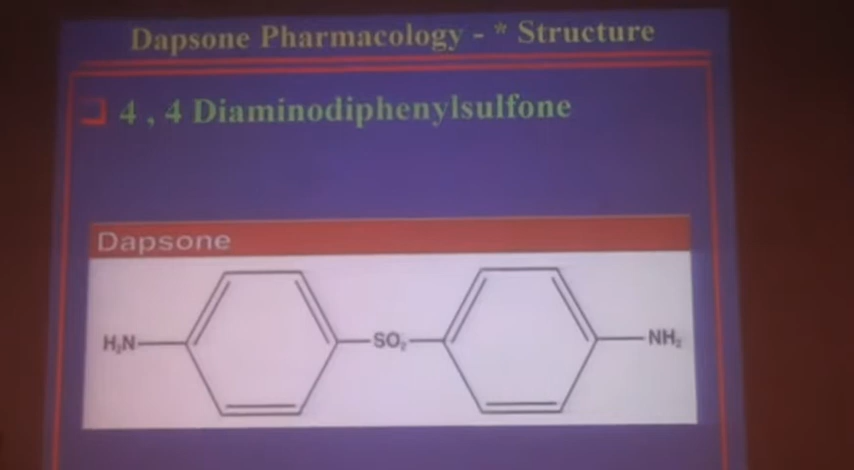 Dapsone Pharmacology - * Structure
4 , 4 Diaminodiphenylsulfone
Dapsone
H₂N SO₂ NH₂